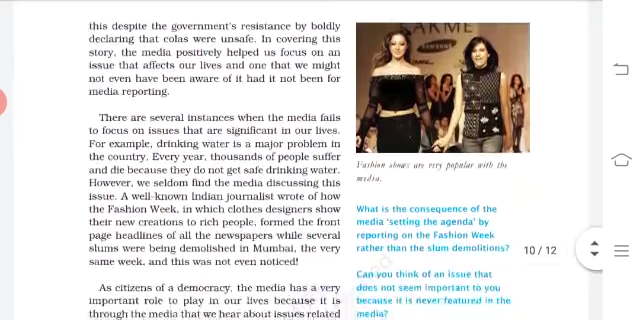 this despite the government's resistance by boldly
declaring that colas were unsafe. In covering this
story, the media positively helped us focus on an
issue that affects our lives and one that we might
not even have been aware of it had it not been for
media reporting.
There are several instances when the media fails
to focus on issues that are significant in our lives.
For example, drinking water is a major problem in
the country. Every year, thousands of people suffer
and die because they do not get safe drinking water.
However, we seldom find the media discussing this
issue. A well-known Indian journalist wrote of how
the Fashion Week, in which clothes designers show
their new creations to rich people, formed the front
page headlines of all the newspapers while several
slums were being demolished in Mumbai, the very
same week, and this was not even noticed!
As citizens of a democracy, the media has a very
important role to play in our lives because it is
through the media that we hear about issues related
LAKME
SAMSUNG
Fashion shows are very popular with the
media.
What is the consequence of the
media 'setting the agenda' by
reporting on the Fashion Week
rather than the slum demolitions?
Can you think of an issue that
does not seem important to you
because it is never featured in the
media?
10 / 12